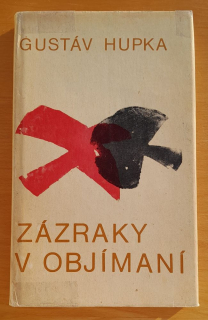 GUSTÁV HUPKA
ZÁZRAKY
V OBJÍMANÍ